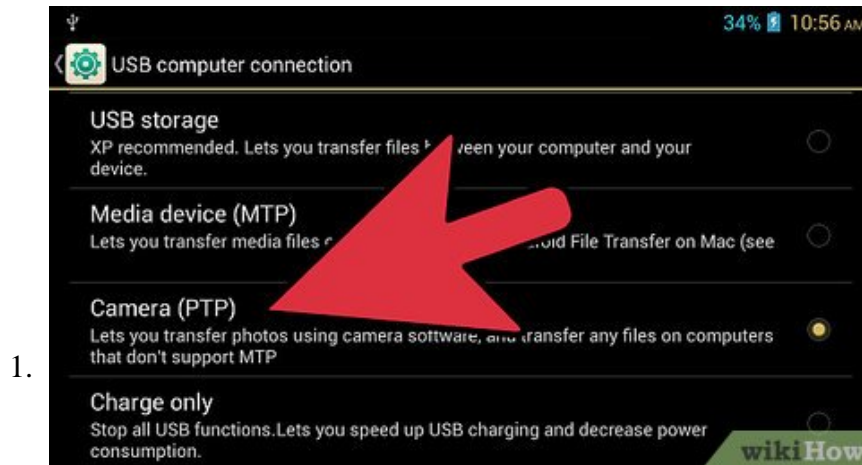 34% 10:56 AM
USB computer connection
USB storage
XP recommended. Lets you transfer files between your computer and your
device.
Media device (MTP)
Lets you transfer media files Android File Transfer on Mac (see
Camera (PTP)
Lets you transfer photos using camera software, and transfer any files on computers
that don't support MTP
1.
Charge only
Stop all USB functions.Lets you speed up USB charging and decrease power
consumption.
wikiHow